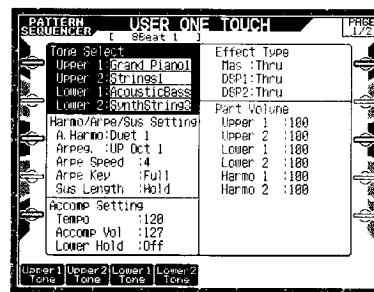 PATTERN SEQUENCER
USER ONE TOUCH
PAGE 1/2
[ 8Beat 1 ]
Tone Select
Upper 1:Grand Piano1
Upper 2:Strings1
Lower 1:AcousticBass
Lower 2:SynthString3
Harmo/Arpe/Sus Setting
A.Harmo:Duet 1
Arpeg. :UP Oct 1
Arpe Speed :4
Arpe Key :Full
Sus Length :Hold
Accomp Setting
Tempo :120
Accomp Vol :127
Lower Hold :Off
Effect Type
Mas :Thru
DSP1:Thru
DSP2:Thru
Part Volume
Upper 1 :100
Upper 2 :100
Lower 1 :100
Lower 2 :100
Harmo 1 :100
Harmo 2 :100
Upper1 Tone
Upper2 Tone
Lower1 Tone
Lower2 Tone